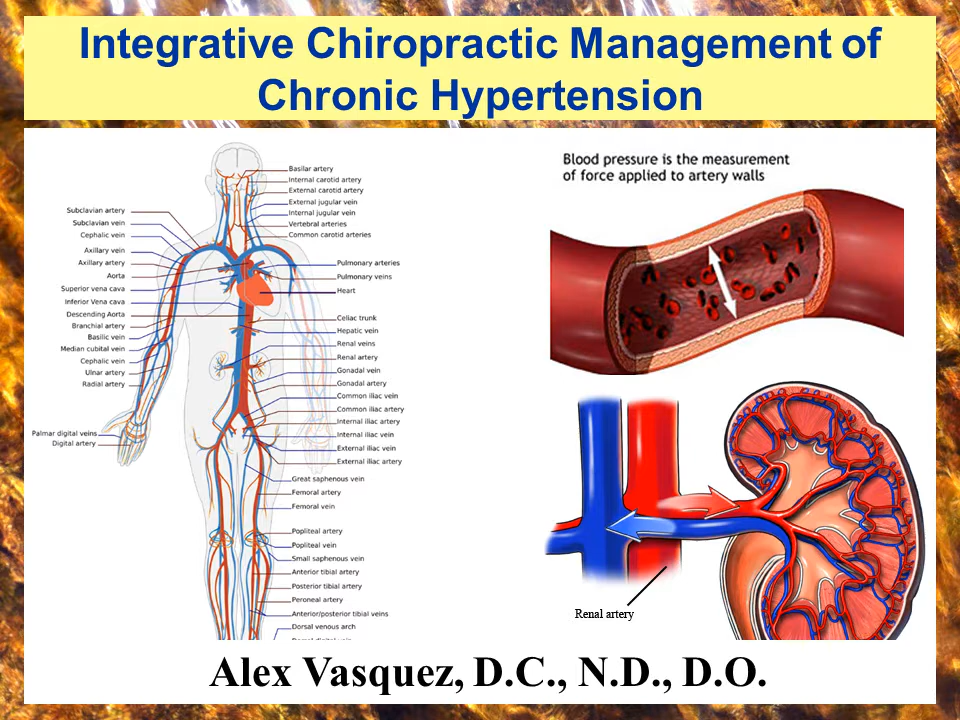 Integrative Chiropractic Management of
Chronic Hypertension
Basilar artery
Internal carotid artery
External carotid artery
External jugular vein
Internal jugular vein
Vertebral arteries
Common carotid arteries
Pulmonary arteries
Pulmonary veins
Heart
Celiac trunk
Hepatic vein
Renal veins
Renal artery
Gonadal vein
Gonadal artery
Common iliac vein
Common iliac artery
Internal iliac artery
Internal iliac vein
External iliac vein
External iliac artery
Great saphenous vein
Femoral artery
Femoral vein
Popliteal artery
Popliteal vein
Small saphenous vein
Anterior tibial artery
Posterior tibial artery
Peroneal artery
Anterior/posterior tibial veins
Dorsal venous arch
Subclavian artery
Subclavian vein
Cephalic vein
Axillary vein
Axillary artery
Aorta
Superior vena cava
Inferior Vena cava
Descending Aorta
Branchial artery
Basilic vein
Median cubital vein
Cephalic vein
Ulnar artery
Radial artery
Palmar digital veins
Digital artery
Blood pressure is the measurement
of force applied to artery walls
Renal artery
Alex Vasquez, D.C., N.D., D.O.